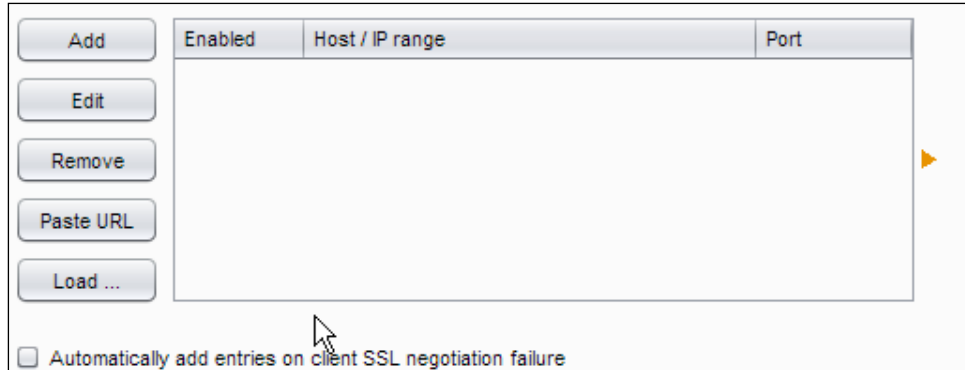 Add
Enabled Host / IP range Port
Edit
Remove
Paste URL
Load ...
Automatically add entries on client SSL negotiation failure